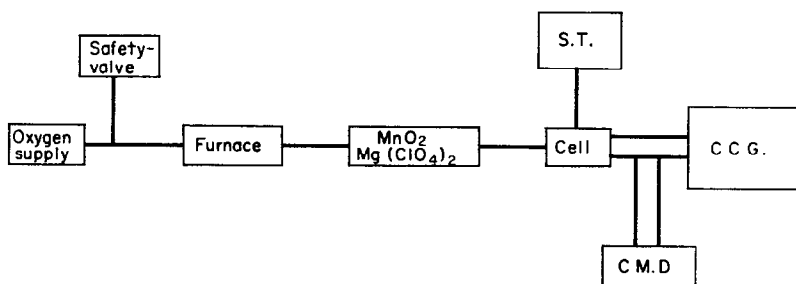 Safety-
valve
S.T.
Oxygen
supply
Furnace
MnO2
Mg(ClO4)2
Cell
C C G.
C M.D